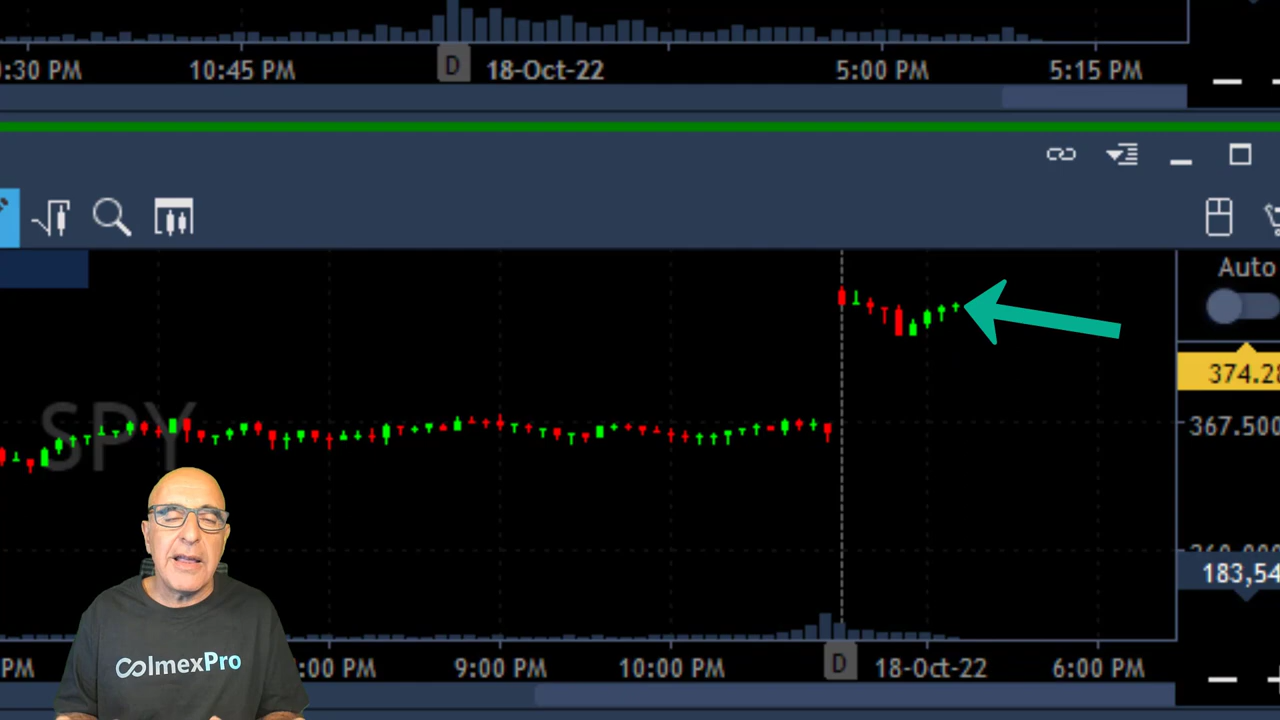 :30 PM 10:45 PM D 18-Oct-22 5:00 PM 5:15 PM
Auto
374.28
SPY
367.500
183,54
PM :00 PM 9:00 PM 10:00 PM D 18-Oct-22 6:00 PM
ColmexPro